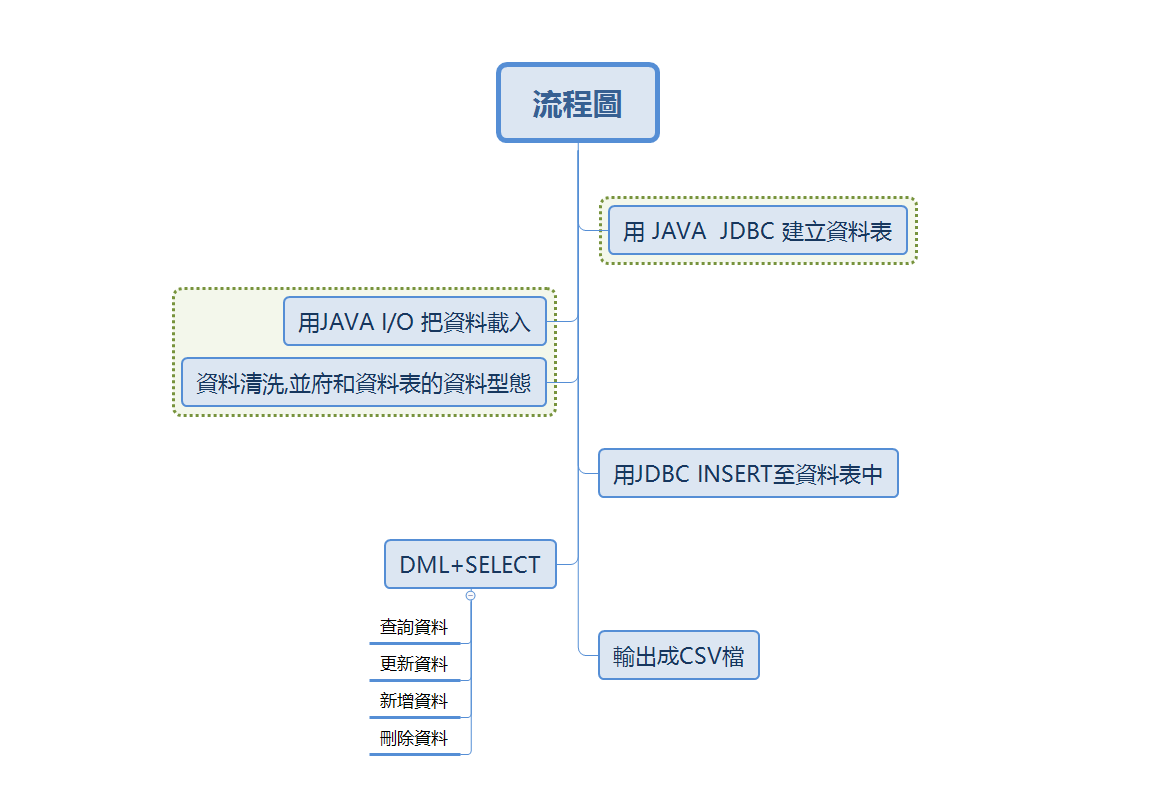 流程圖
用 JAVA  JDBC 建立資料表
用JAVA I/O 把資料載入
資料清洗,並府和資料表的資料型態
用JDBC INSERT至資料表中
DML+SELECT
查詢資料
更新資料
新增資料
刪除資料
輸出成CSV檔